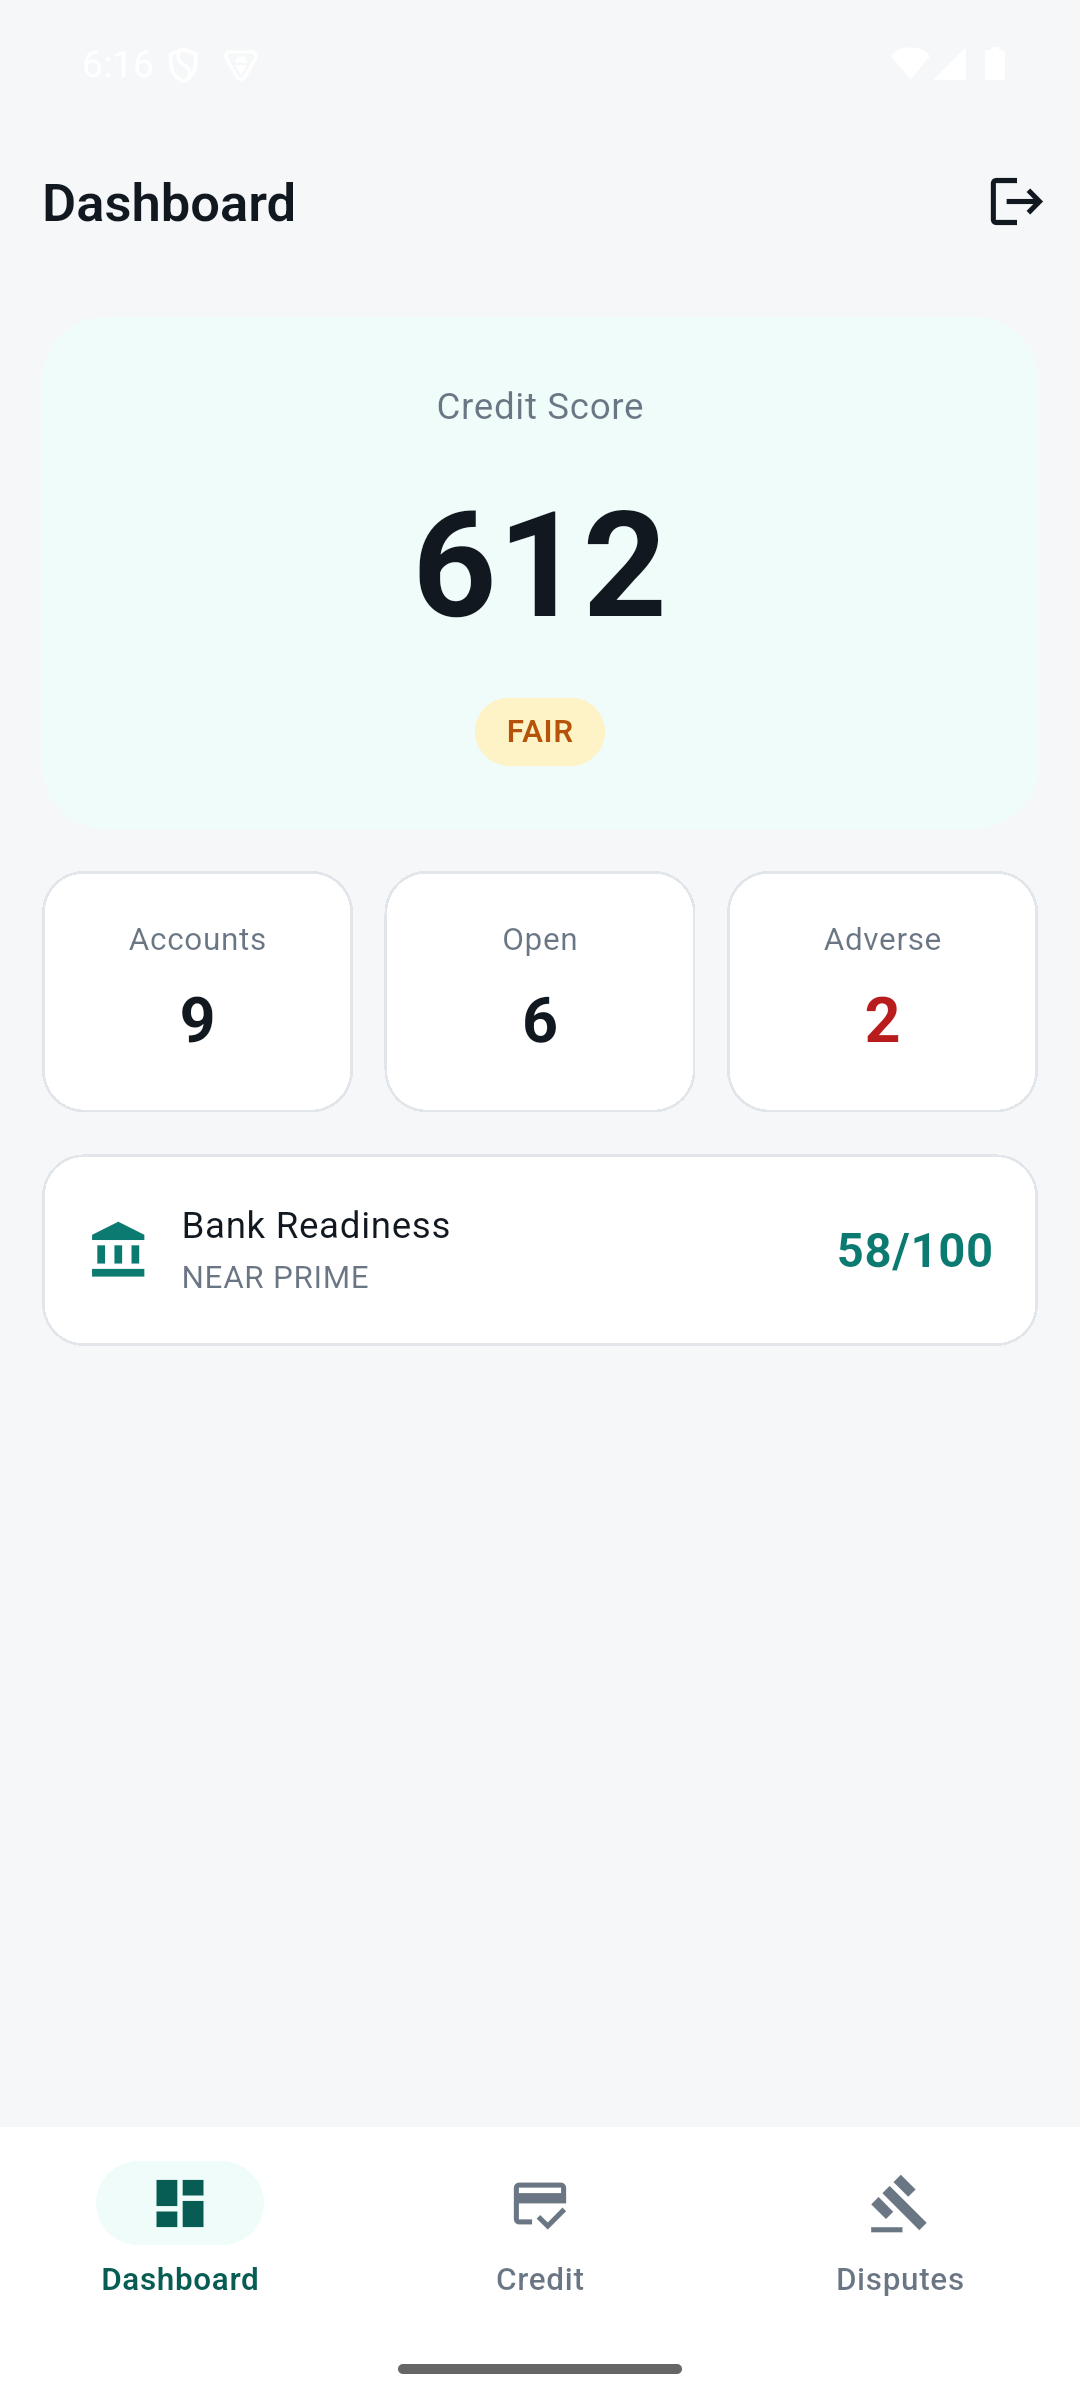 6:16
Dashboard
Credit Score
612
FAIR
Accounts
Open
Adverse
9
6
2
Bank Readiness
NEAR PRIME
58/100
Dashboard
Credit
Disputes